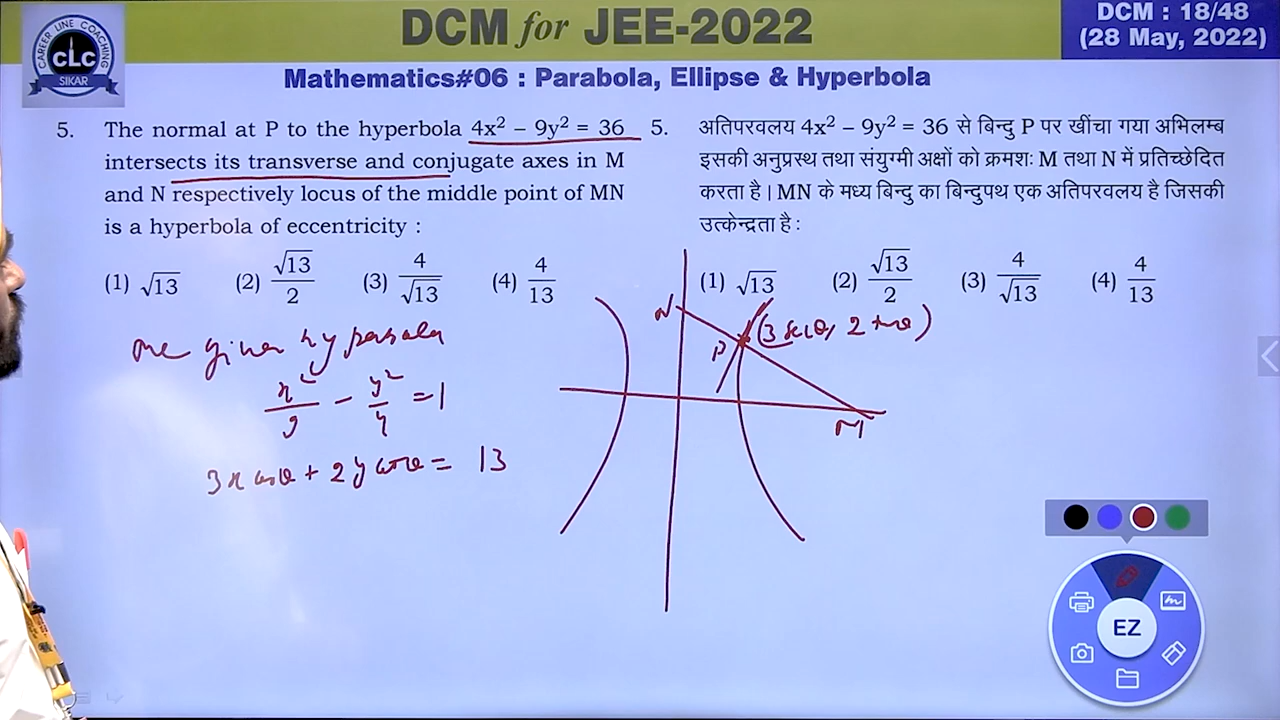 CAREER LINE COACHING
CLC
SIKAR
DCM for JEE-2022
DCM : 18/48
(28 May, 2022)
Mathematics#06 : Parabola, Ellipse & Hyperbola
5. The normal at P to the hyperbola 4x² − 9y² = 36
intersects its transverse and conjugate axes in M
and N respectively locus of the middle point of MN
is a hyperbola of eccentricity :
(1) √13 (2) √13/2 (3) 4/√13 (4) 4/13
5. अतिपरवलय 4x² − 9y² = 36 से बिन्दु P पर खींचा गया अभिलम्ब
इसकी अनुप्रस्थ तथा संयुग्मी अक्षों को क्रमशः M तथा N में प्रतिच्छेदित
करता है | MN के मध्य बिन्दु का बिन्दुपथ एक अतिपरवलय है जिसकी
उत्केन्द्रता है :
(1) √13 (2) √13/2 (3) 4/√13 (4) 4/13
given hyperbola
x²/9 − y²/4 = 1
3x cosθ + 2y cotθ = 13
N
P
(3 secθ, 2 tanθ)
M
EZ